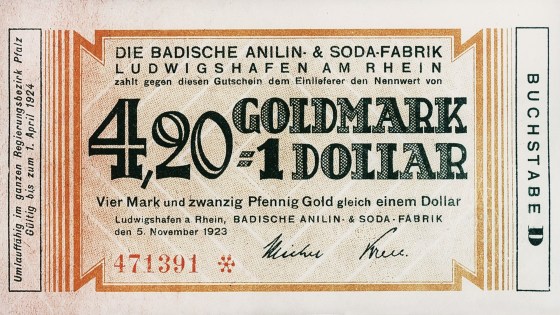 Umlauffähig im ganzen Regierungsbezirk Pfalz
Gültig bis zum 1. April 1924
DIE BADISCHE ANILIN- & SODA-FABRIK
LUDWIGSHAFEN AM RHEIN
zahlt gegen diesen Gutschein dem Einlieferer den Nennwert von
4,20 GOLDMARK
=1 DOLLAR
Vier Mark und zwanzig Pfennig Gold gleich einem Dollar
Ludwigshafen a Rhein, BADISCHE ANILIN- & SODA-FABRIK
den 5. November 1923
471391 *
BUCHSTABE D